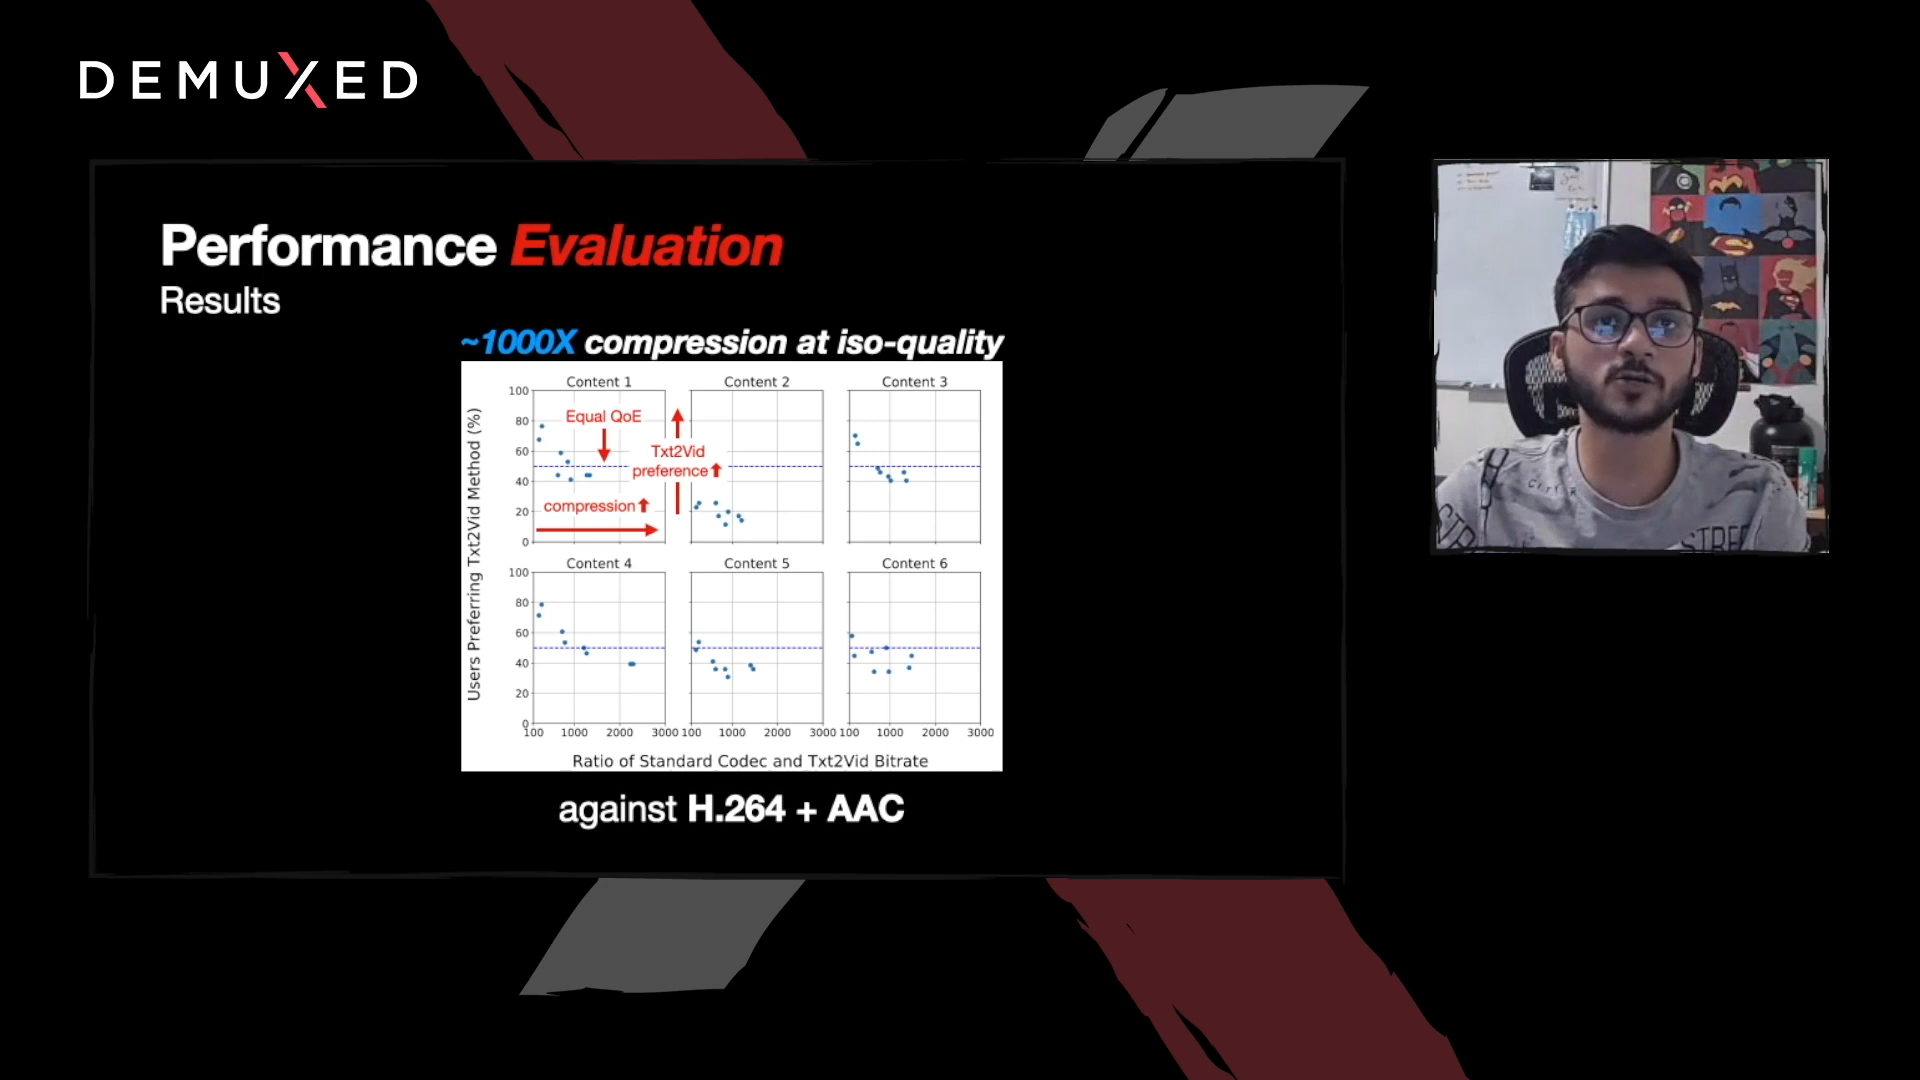 DEMUXED
Performance Evaluation
Results
~1000X compression at iso-quality
Content 1
Content 2
Content 3
Users Preferring Txt2Vid Method (%)
100
80
60
40
20
0
Equal QoE
Txt2Vid
preference
compression
Content 4
Content 5
Content 6
100
80
60
40
20
0
100 1000 2000 3000
100 1000 2000 3000
100 1000 2000 3000
Ratio of Standard Codec and Txt2Vid Bitrate
against H.264 + AAC
CITY
STREE